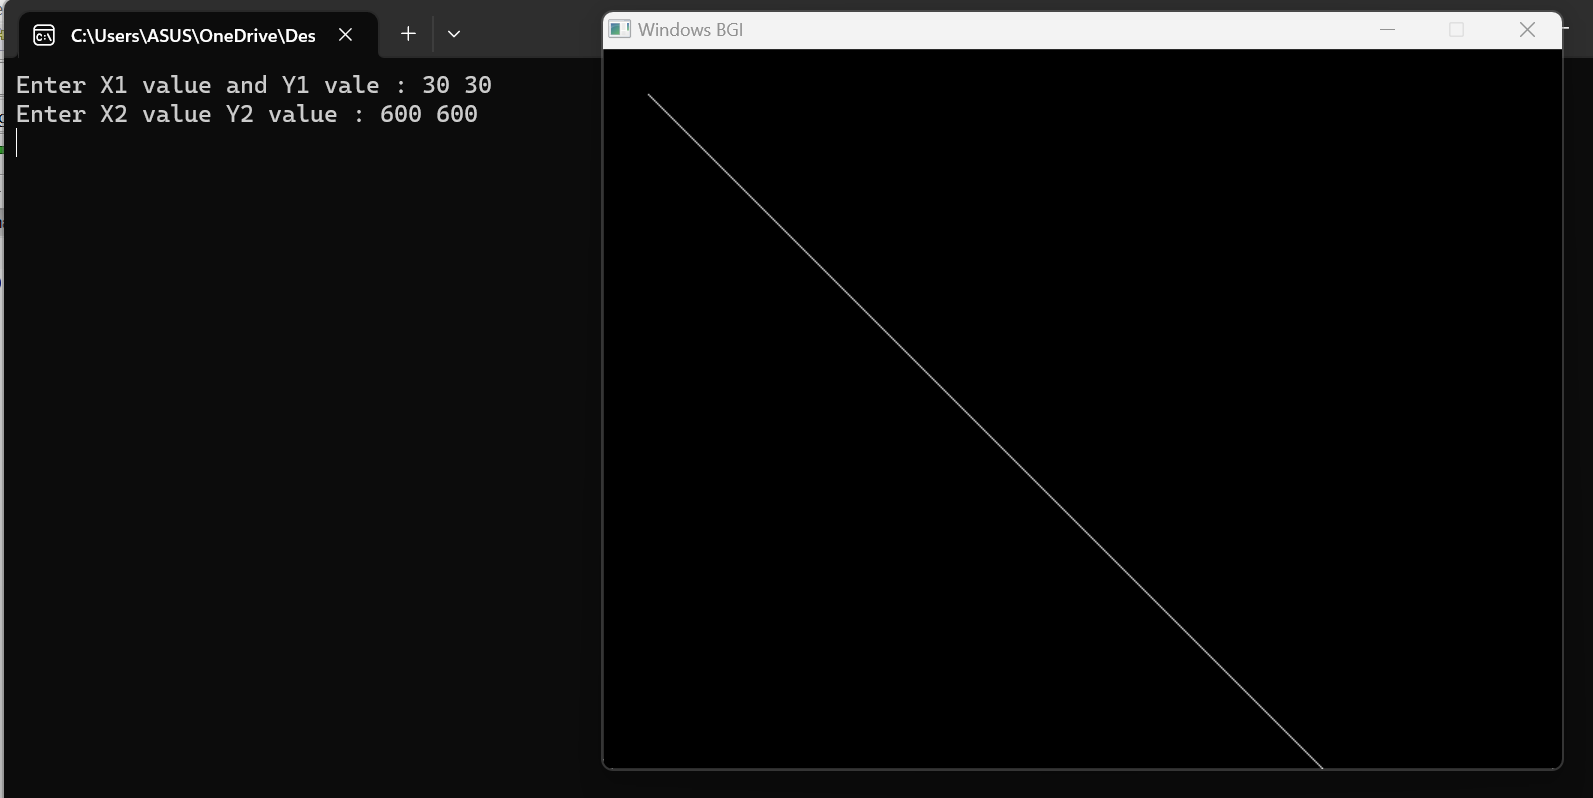 C:\Users\ASUS\OneDrive\Des
Enter X1 value and Y1 vale : 30 30
Enter X2 value Y2 value : 600 600
Windows BGI